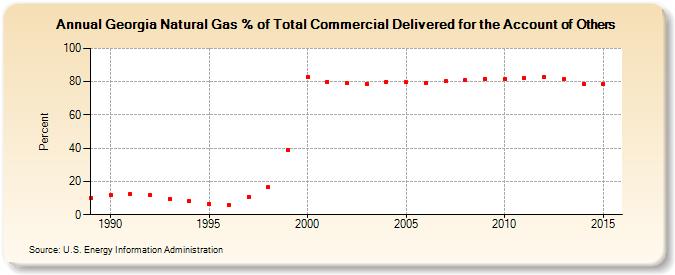 Annual Georgia Natural Gas % of Total Commercial Delivered for the Account of Others
Percent
100
80
60
40
20
0
1990 1995 2000 2005 2010 2015
Source: U.S. Energy Information Administration